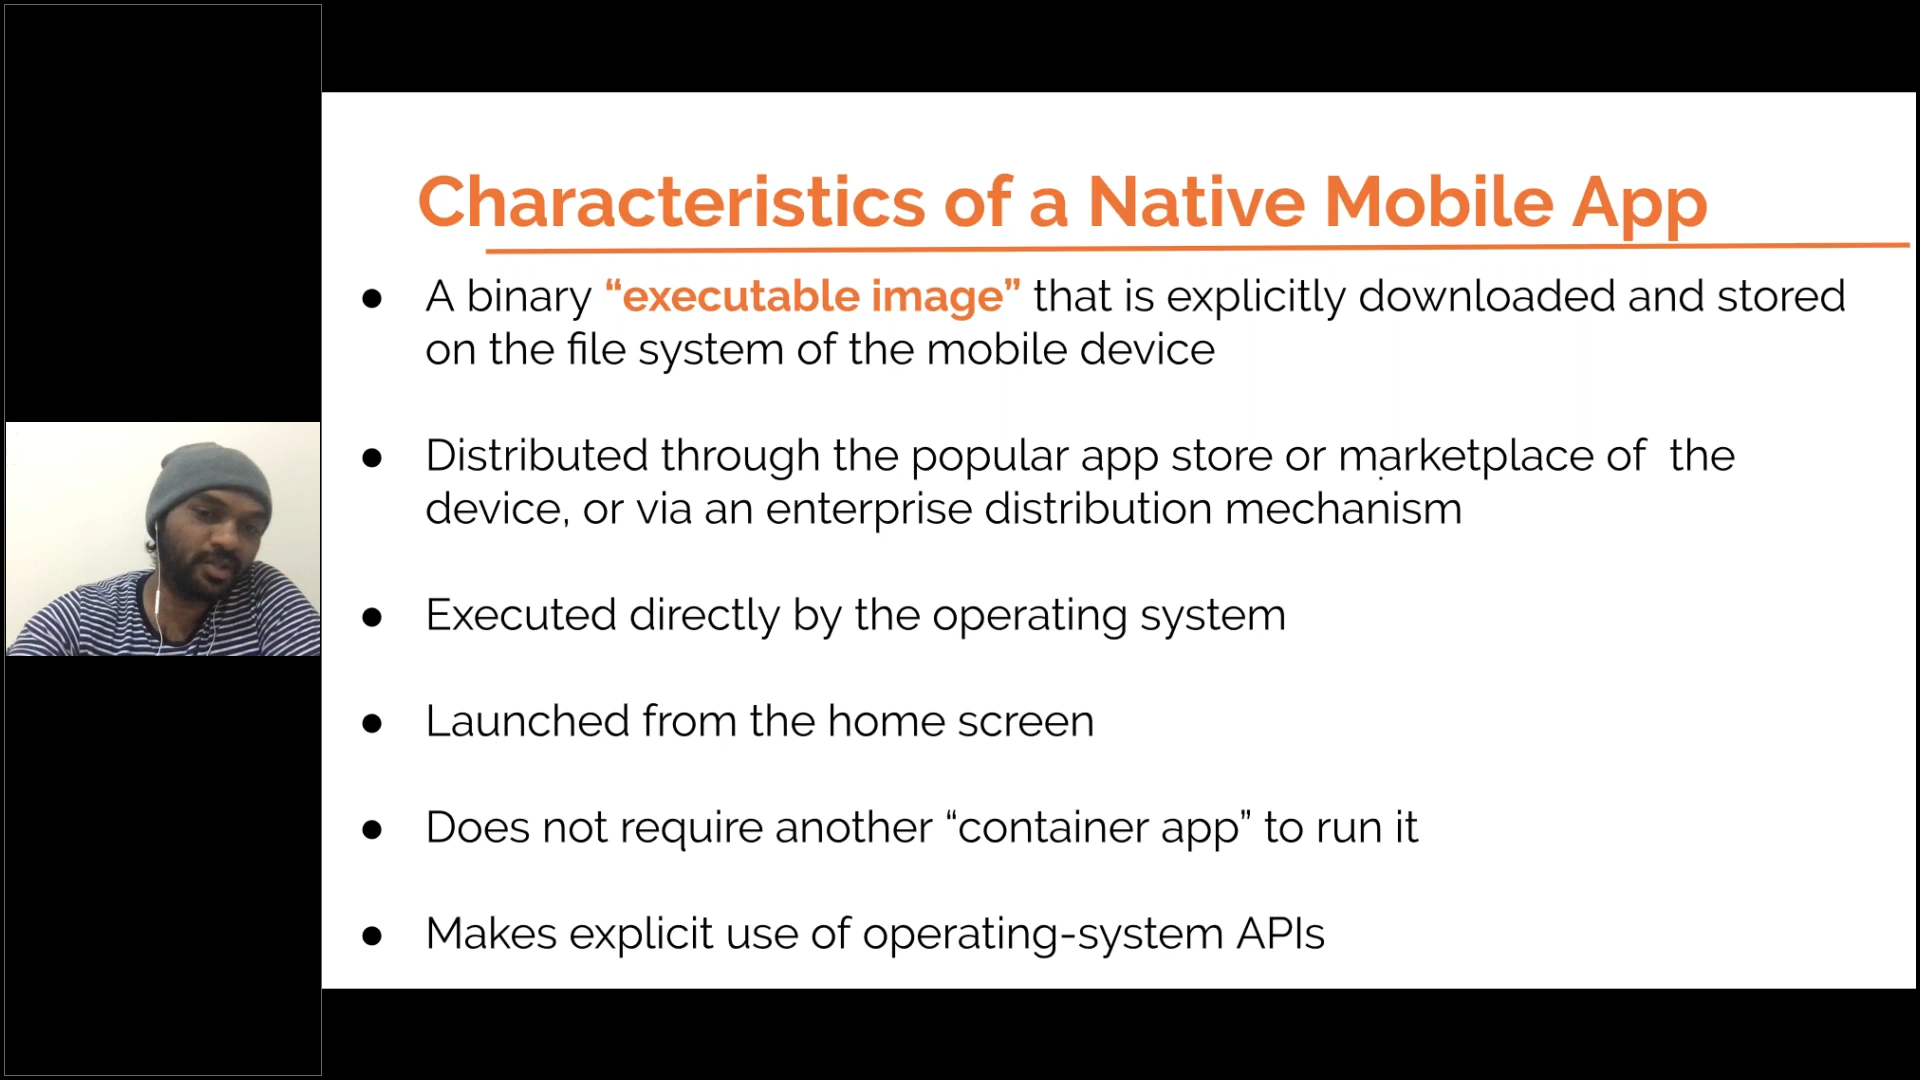 Characteristics of a Native Mobile App
● A binary “executable image” that is explicitly downloaded and stored
on the file system of the mobile device
● Distributed through the popular app store or marketplace of  the
device, or via an enterprise distribution mechanism
● Executed directly by the operating system
● Launched from the home screen
● Does not require another “container app” to run it
● Makes explicit use of operating-system APIs